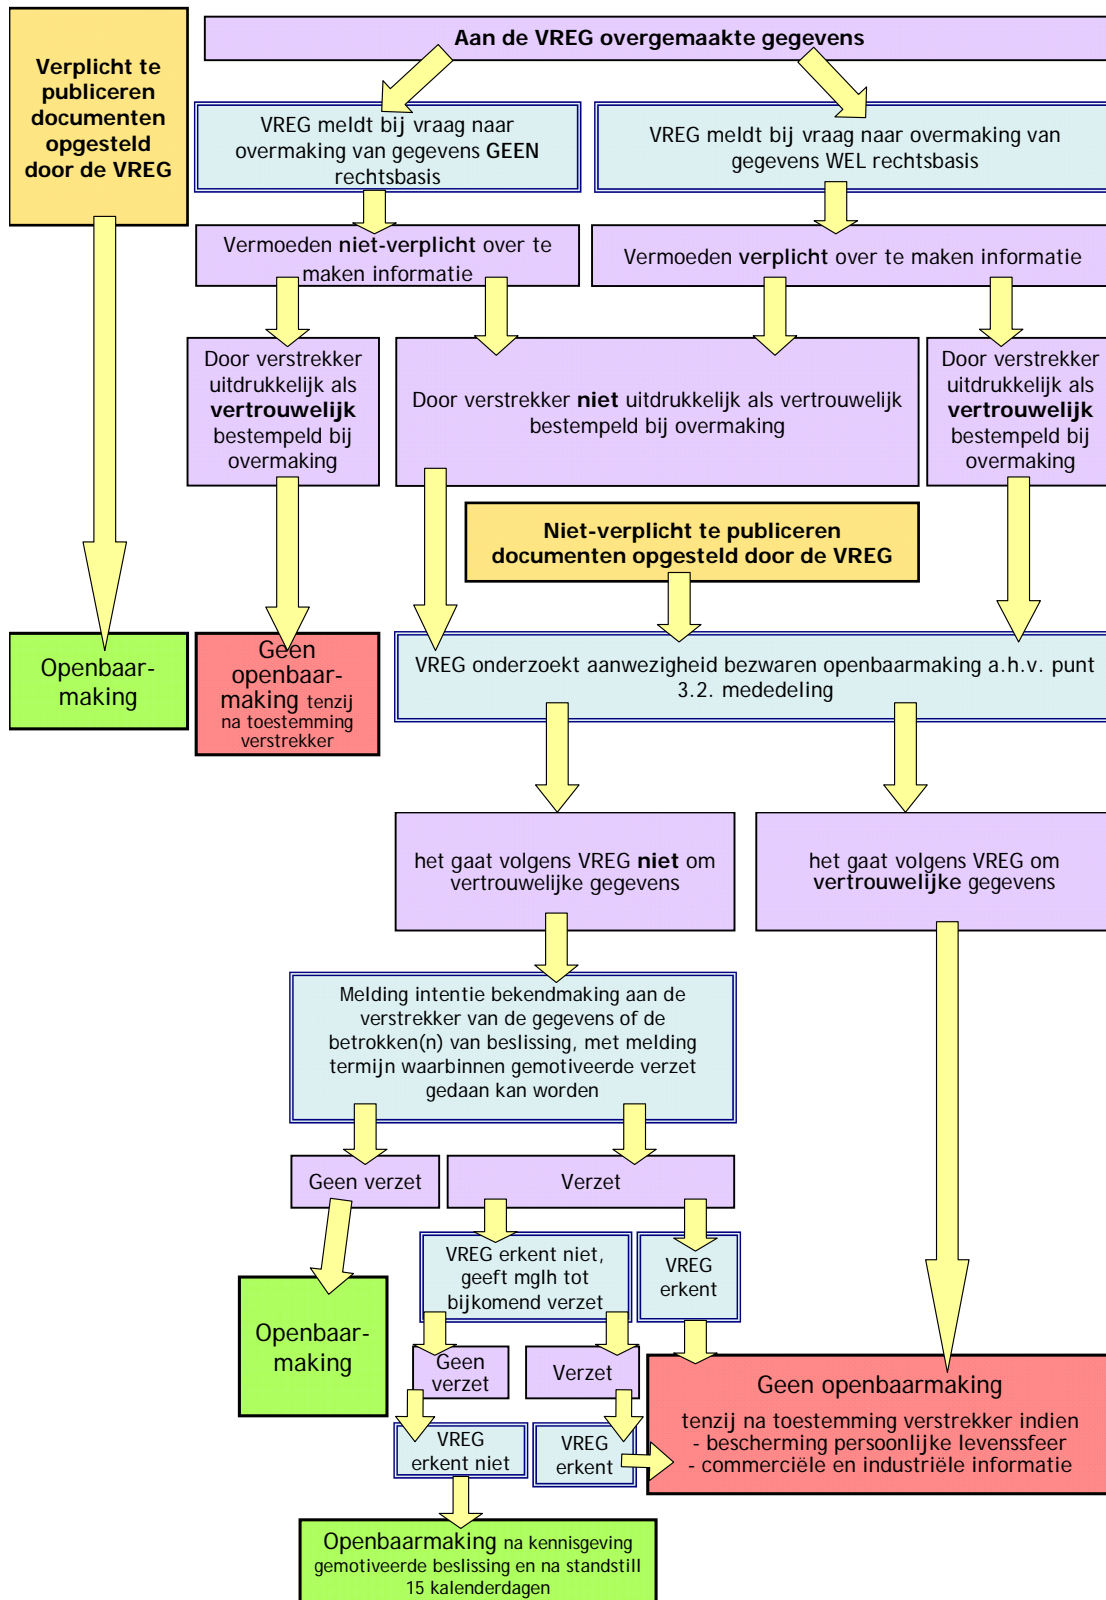 Aan de VREG overgemaakte gegevens
Verplicht te
publiceren
documenten
opgesteld
door de VREG
VREG meldt bij vraag naar
overmaking van gegevens GEEN
rechtsbasis
VREG meldt bij vraag naar overmaking van
gegevens WEL rechtsbasis
Vermoeden niet-verplicht over te
maken informatie
Vermoeden verplicht over te maken informatie
Door verstrekker
uitdrukkelijk als
vertrouwelijk
bestempeld bij
overmaking
Door verstrekker niet uitdrukkelijk als vertrouwelijk
bestempeld bij overmaking
Door verstrekker
uitdrukkelijk als
vertrouwelijk
bestempeld bij
overmaking
Niet-verplicht te publiceren
documenten opgesteld door de VREG
Openbaar-
making
Geen
openbaar-
making tenzij
na toestemming
verstrekker
VREG onderzoekt aanwezigheid bezwaren openbaarmaking a.h.v. punt
3.2. mededeling
het gaat volgens VREG niet om
vertrouwelijke gegevens
het gaat volgens VREG om
vertrouwelijke gegevens
Melding intentie bekendmaking aan de
verstrekker van de gegevens of de
betrokken(n) van beslissing, met melding
termijn waarbinnen gemotiveerde verzet
gedaan kan worden
Geen verzet
Verzet
VREG erkent niet,
geeft mglh tot
bijkomend verzet
VREG
erkent
Openbaar-
making
Geen
verzet
Verzet
Geen openbaarmaking
tenzij na toestemming verstrekker indien
- bescherming persoonlijke levenssfeer
- commerciële en industriële informatie
VREG
erkent niet
VREG
erkent
Openbaarmaking na kennisgeving
gemotiveerde beslissing en na standstill
15 kalenderdagen